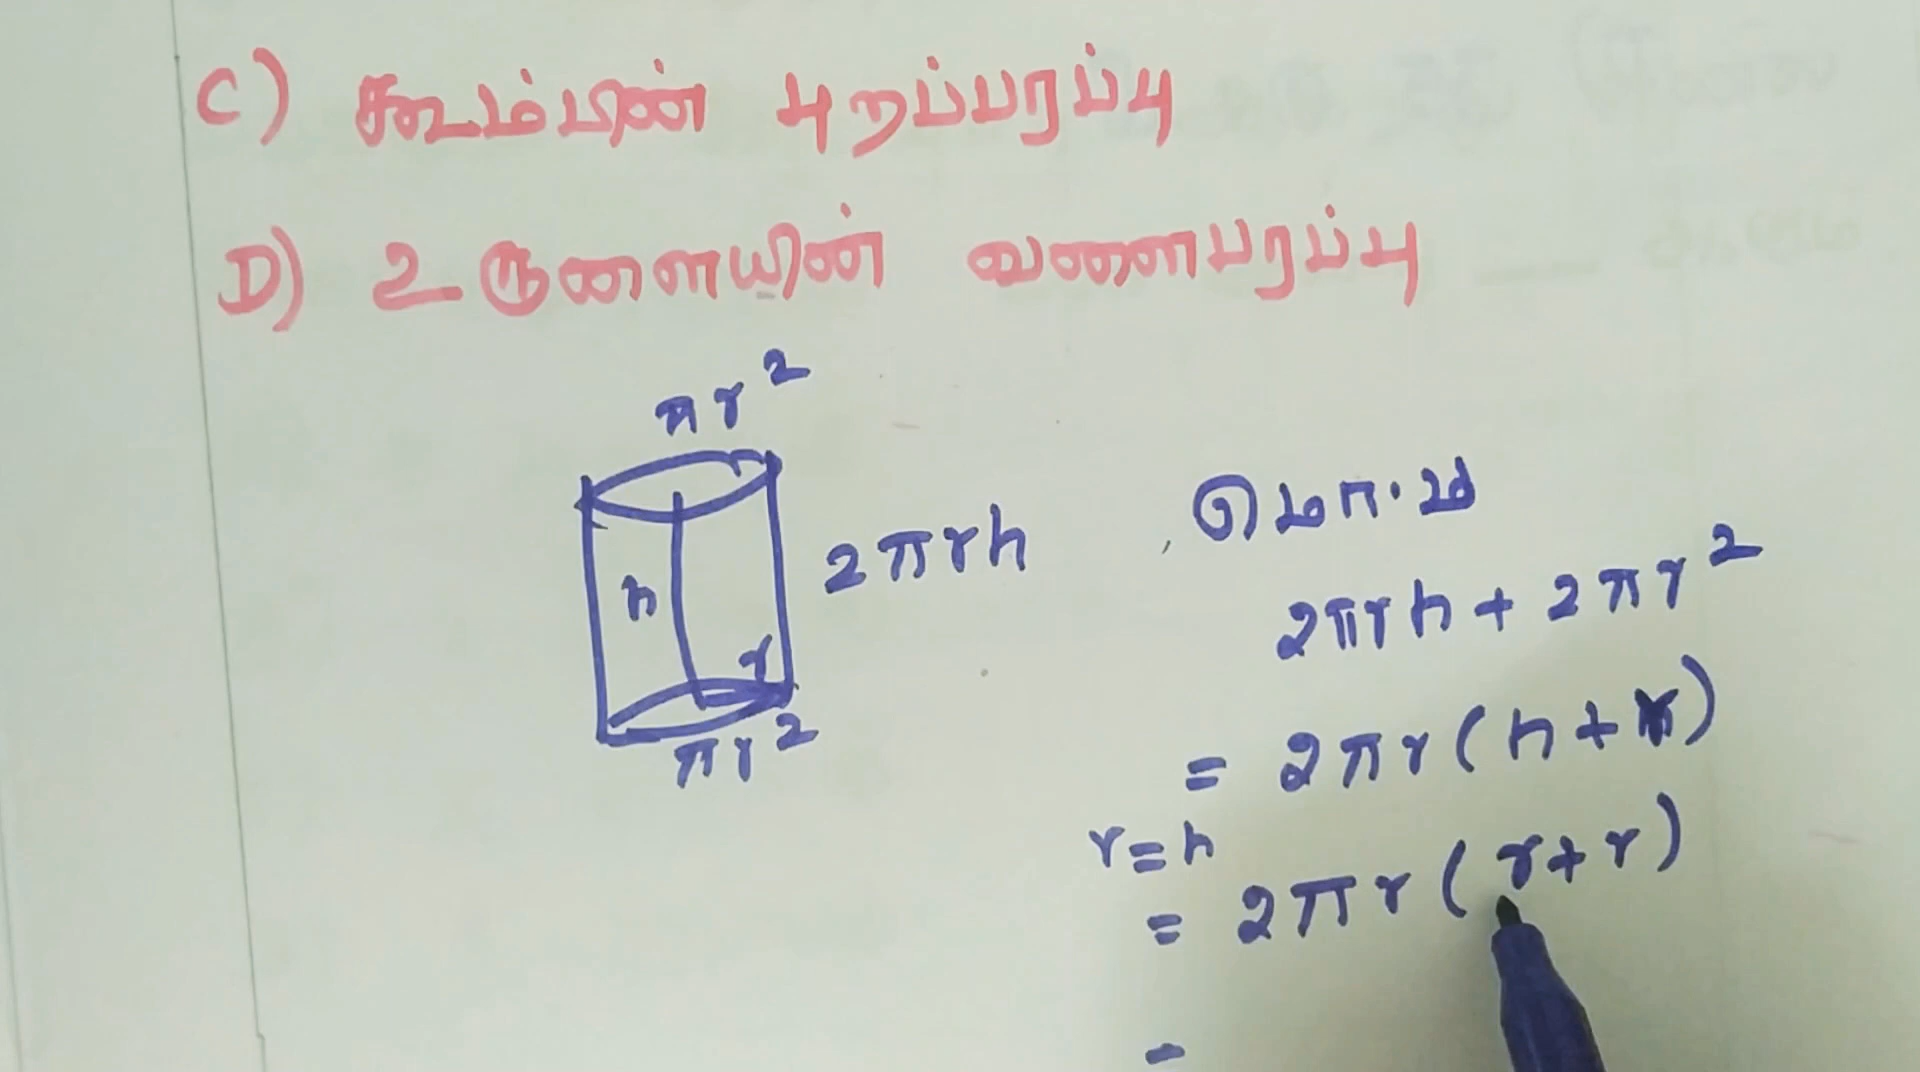 C) கூம்பின் புறப்பரப்பு
D) உருளையின் வளைபரப்பு
πr²
2πrh
h
r
πr²
மொ.ப
2πrh + 2πr²
= 2πr(h+r)
r=h
= 2πr(r+r)
=